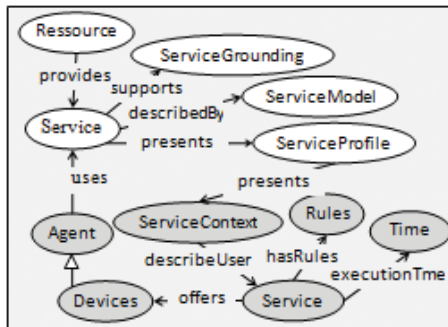 Ressource
provides
ServiceGrounding
supports
describedBy
ServiceModel
Service
presents
ServiceProfile
uses
presents
Agent
ServiceContext
Rules
Time
describeUser
hasRules
executionTme
Devices
offers
Service